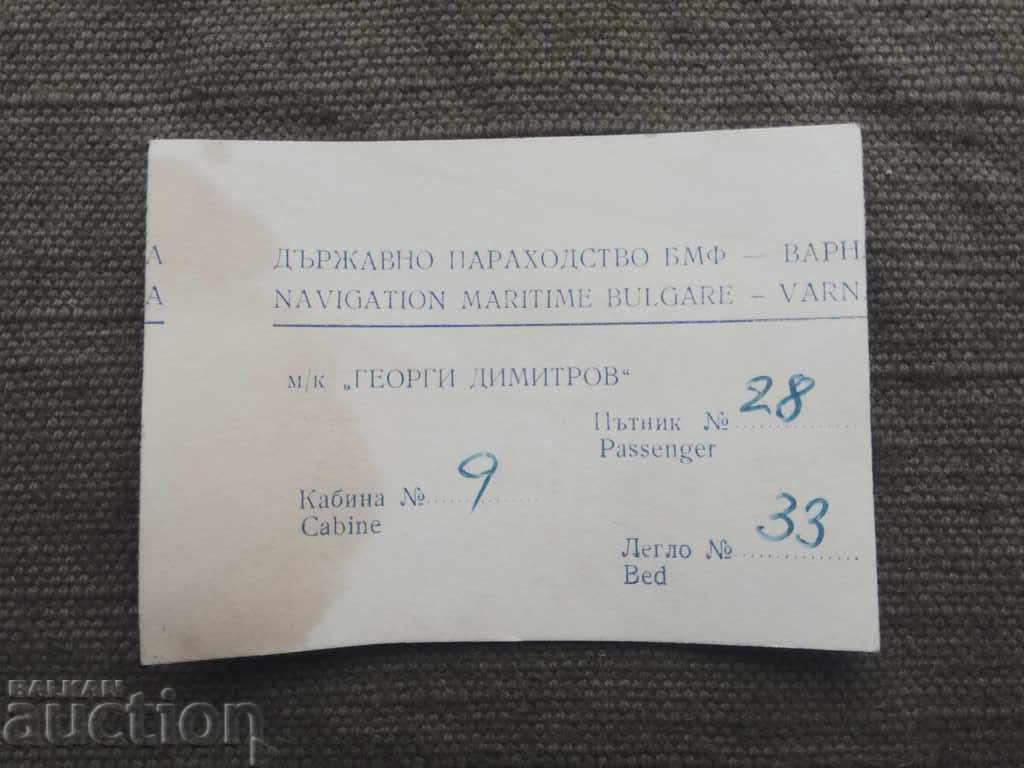 А ДЪРЖАВНО ПАРАХОДСТВО БМФ — ВАРН
А NAVIGATION MARITIME BULGARE – VARN
м/к „ГЕОРГИ ДИМИТРОВ“
Пътник № 28
Passenger
Кабина № 9
Cabine
Легло № 33
Bed
BALKAN
auction